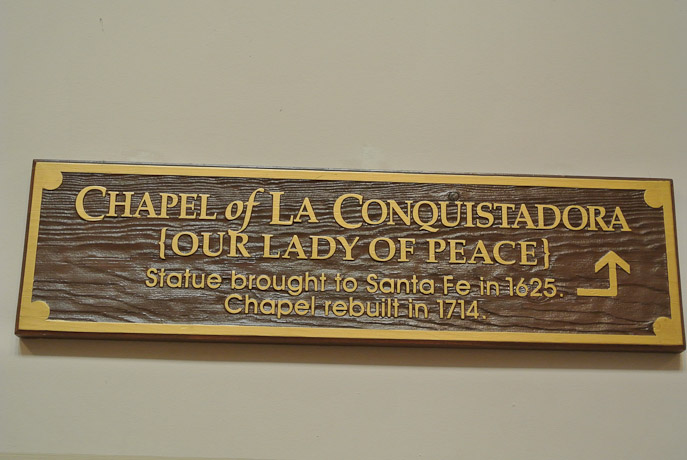 CHAPEL of LA CONQUISTADORA
{OUR LADY OF PEACE}
Statue brought to Santa Fe in 1625.
Chapel rebuilt in 1714.